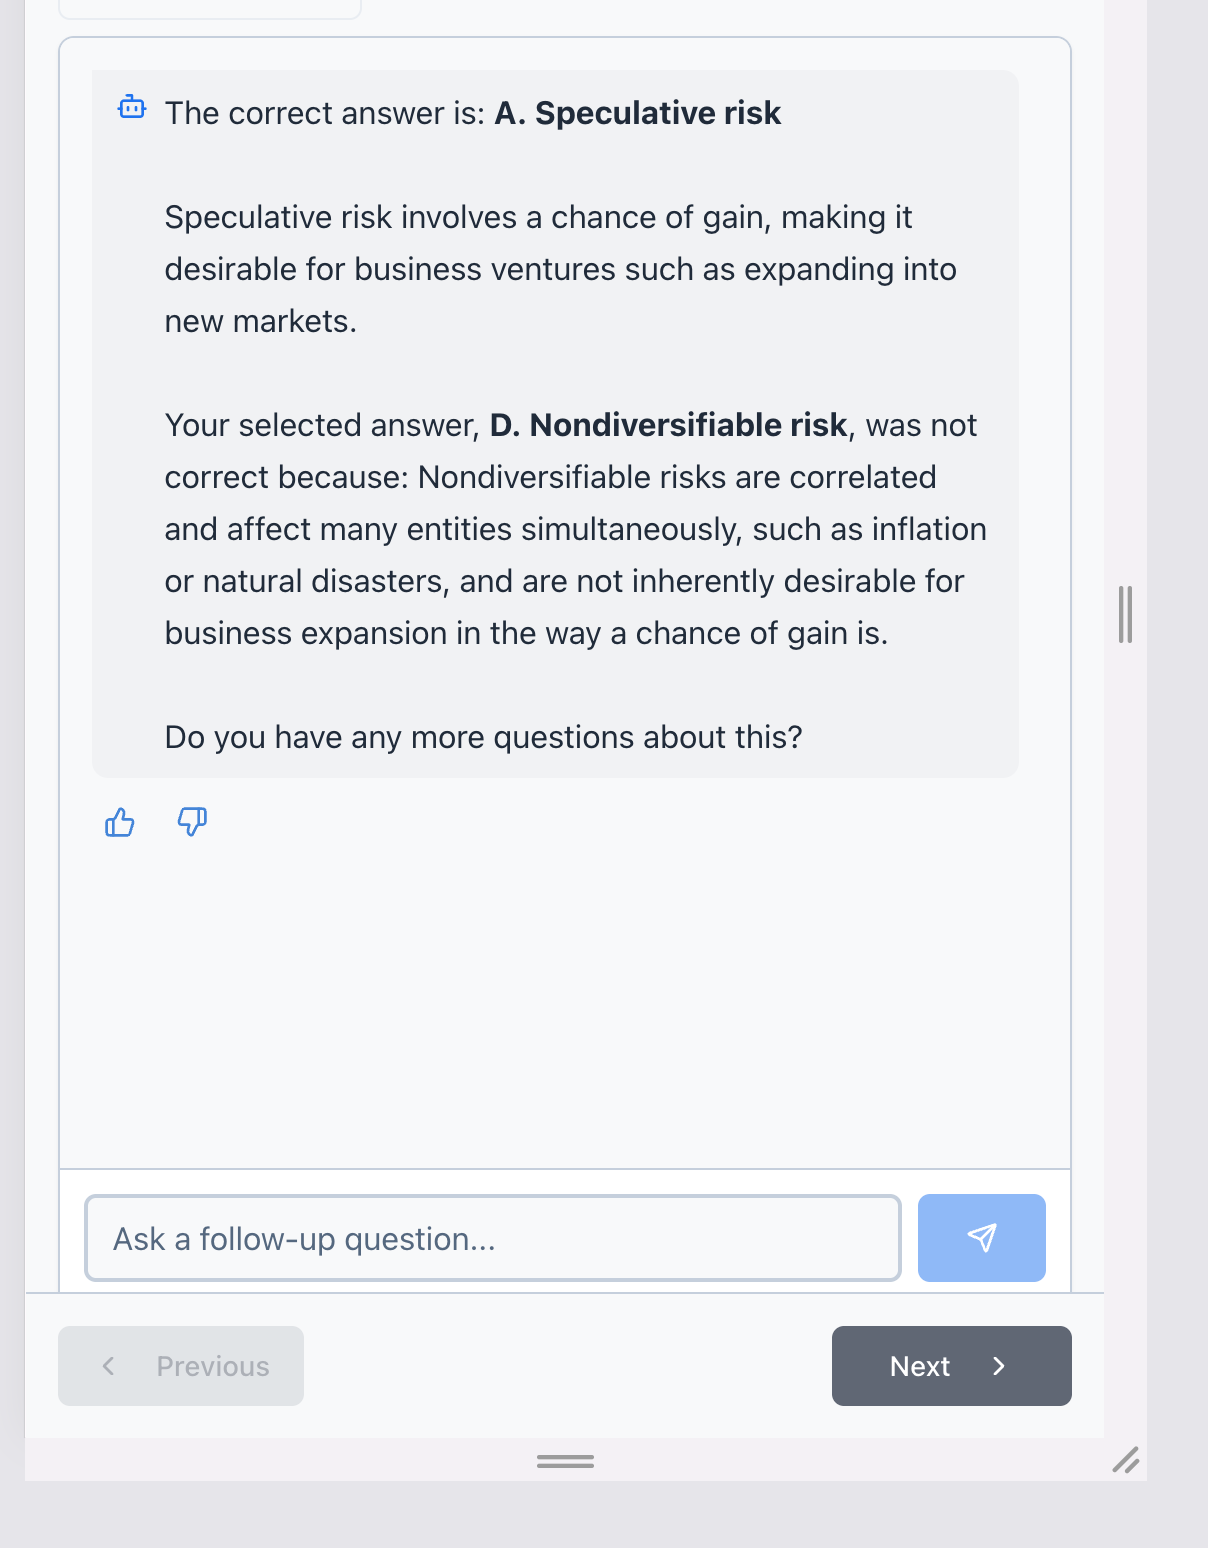 The correct answer is: A. Speculative risk
Speculative risk involves a chance of gain, making it
desirable for business ventures such as expanding into
new markets.
Your selected answer, D. Nondiversifiable risk, was not
correct because: Nondiversifiable risks are correlated
and affect many entities simultaneously, such as inflation
or natural disasters, and are not inherently desirable for
business expansion in the way a chance of gain is.
Do you have any more questions about this?
Ask a follow-up question...
Previous
Next